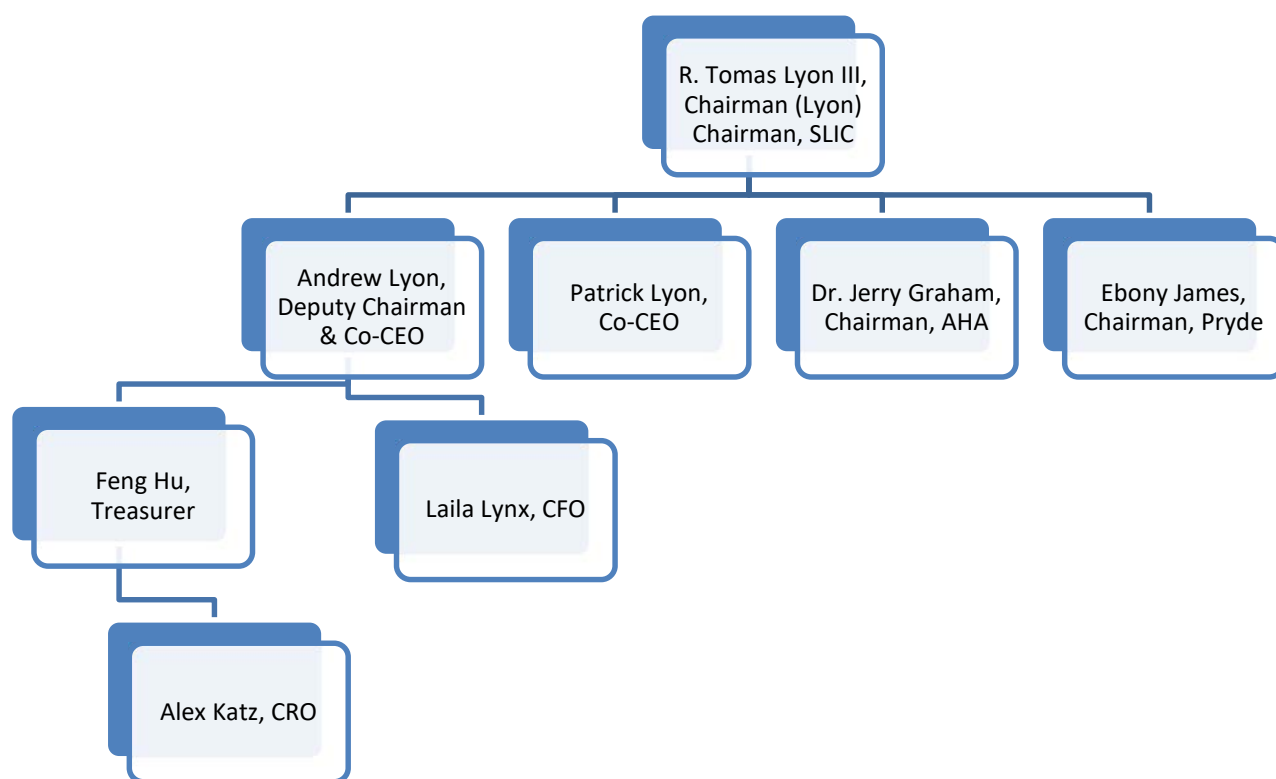 R. Tomas Lyon III,
Chairman (Lyon)
Chairman, SLIC
Andrew Lyon,
Deputy Chairman
& Co-CEO
Patrick Lyon,
Co-CEO
Dr. Jerry Graham,
Chairman, AHA
Ebony James,
Chairman, Pryde
Feng Hu,
Treasurer
Laila Lynx, CFO
Alex Katz, CRO